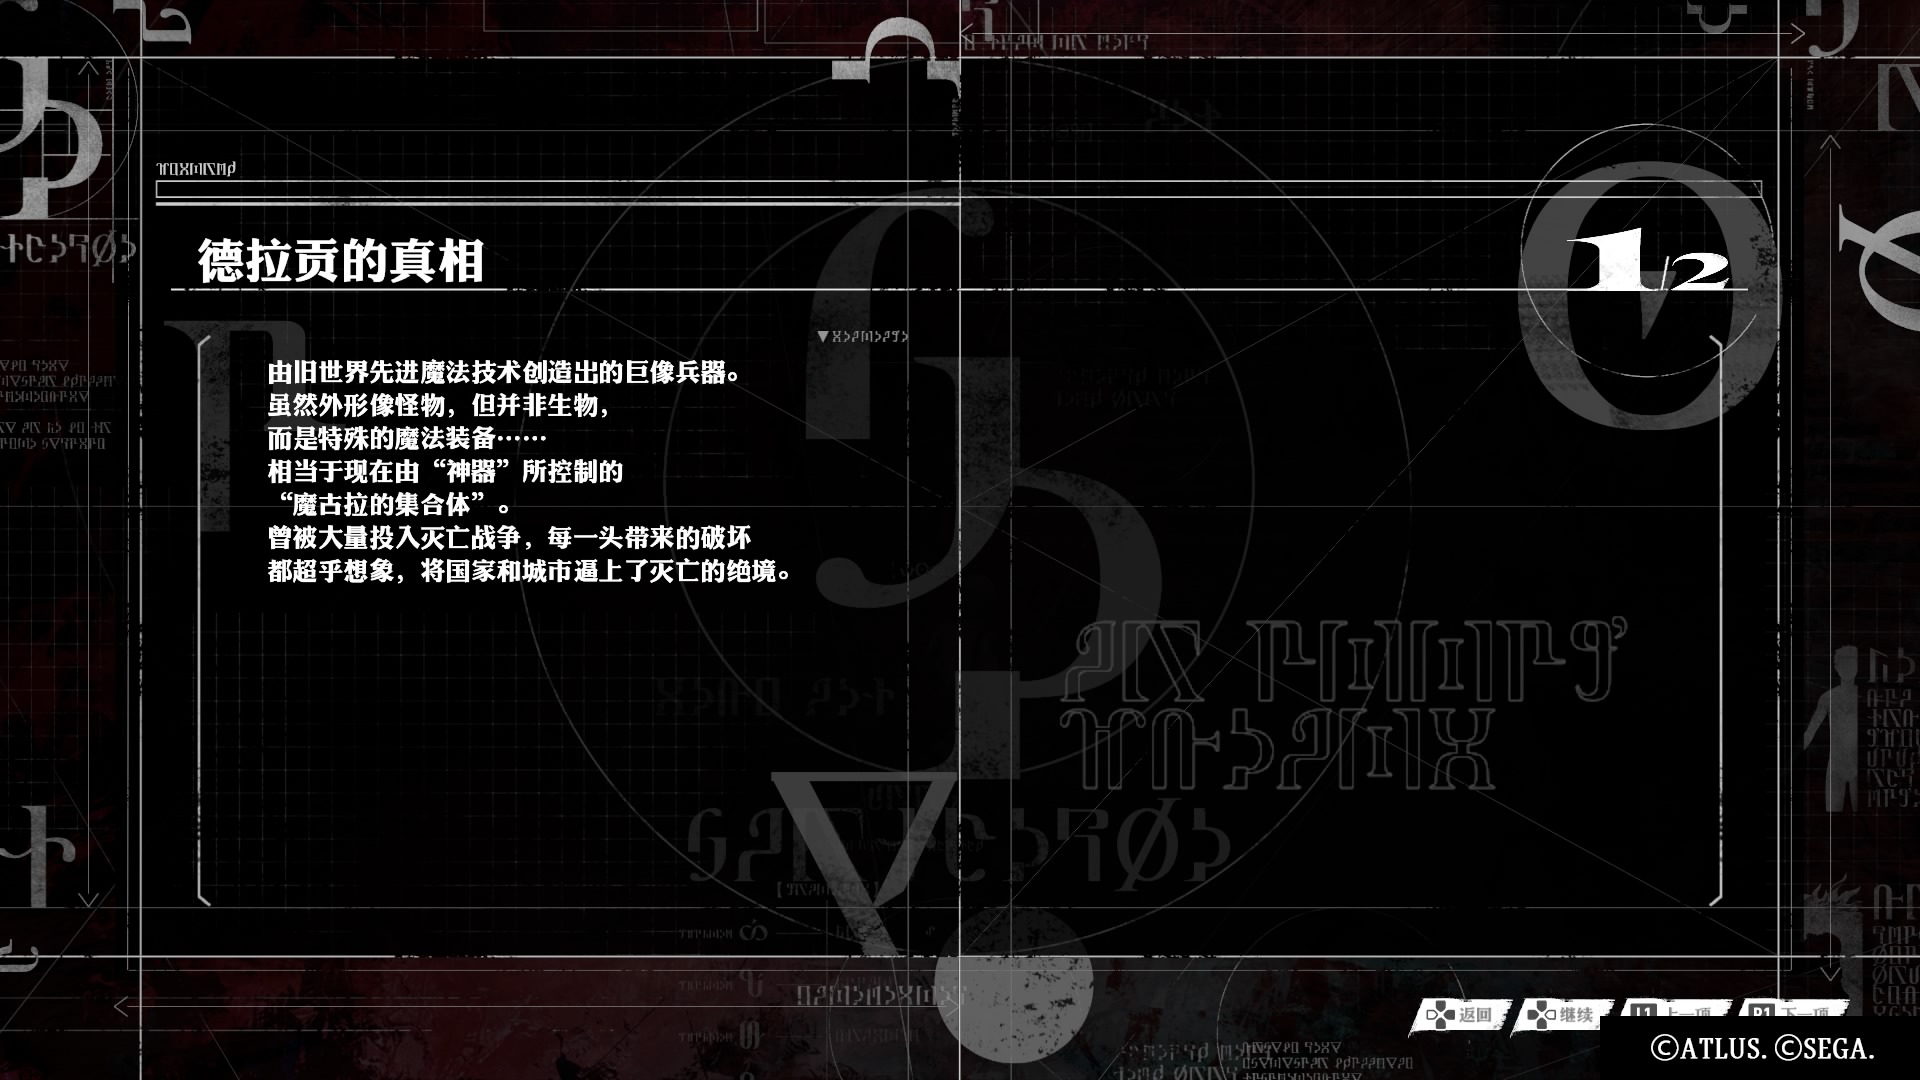 德拉贡的真相
1/2
由旧世界先进魔法技术创造出的巨像兵器。
虽然外形像怪物，但并非生物，
而是特殊的魔法装备……
相当于现在由“神器”所控制的
“魔古拉的集合体”。
曾被大量投入灭亡战争，每一头带来的破坏
都超乎想象，将国家和城市逼上了灭亡的绝境。
返回 继续 L1 上一项 R1 下一项
©ATLUS. ©SEGA.